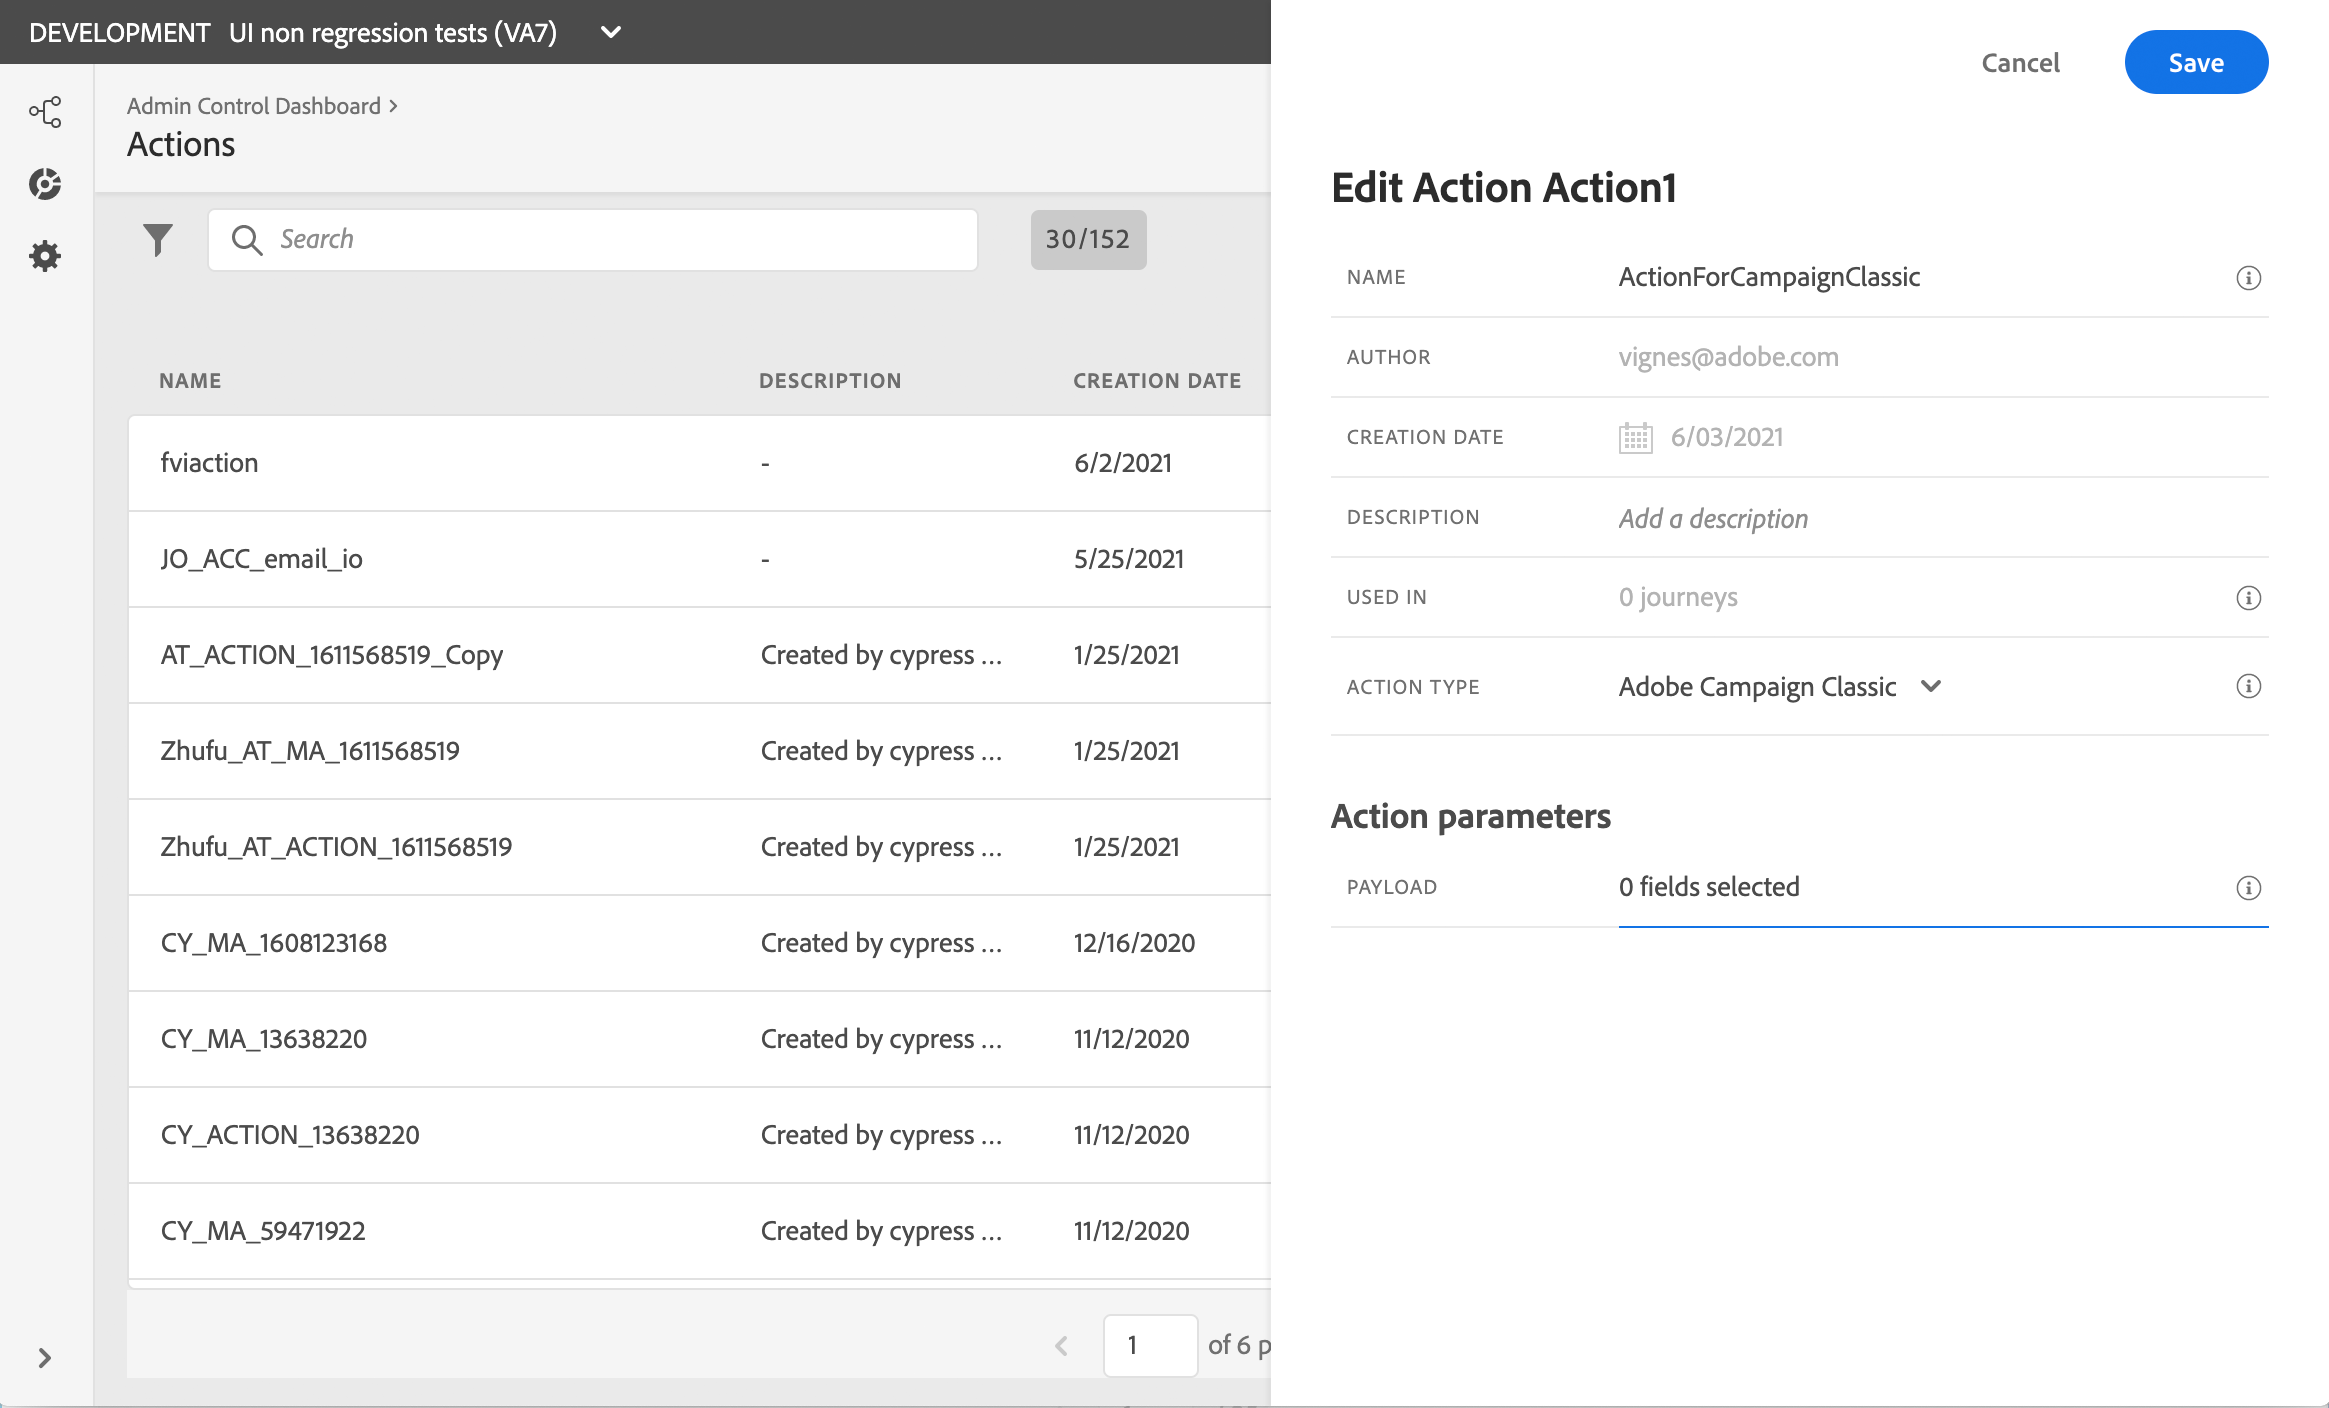 DEVELOPMENT UI non regression tests (VA7)
Admin Control Dashboard
Actions
Search
30/152
NAME DESCRIPTION CREATION DATE
fviaction - 6/2/2021
JO_ACC_email_io - 5/25/2021
AT_ACTION_1611568519_Copy Created by cypress ... 1/25/2021
Zhufu_AT_MA_1611568519 Created by cypress ... 1/25/2021
Zhufu_AT_ACTION_1611568519 Created by cypress ... 1/25/2021
CY_MA_1608123168 Created by cypress ... 12/16/2020
CY_MA_13638220 Created by cypress ... 11/12/2020
CY_ACTION_13638220 Created by cypress ... 11/12/2020
CY_MA_59471922 Created by cypress ... 11/12/2020
1 of 6 p
Cancel Save
Edit Action Action1
NAME ActionForCampaignClassic
AUTHOR vignes@adobe.com
CREATION DATE 6/03/2021
DESCRIPTION Add a description
USED IN 0 journeys
ACTION TYPE Adobe Campaign Classic
Action parameters
PAYLOAD 0 fields selected